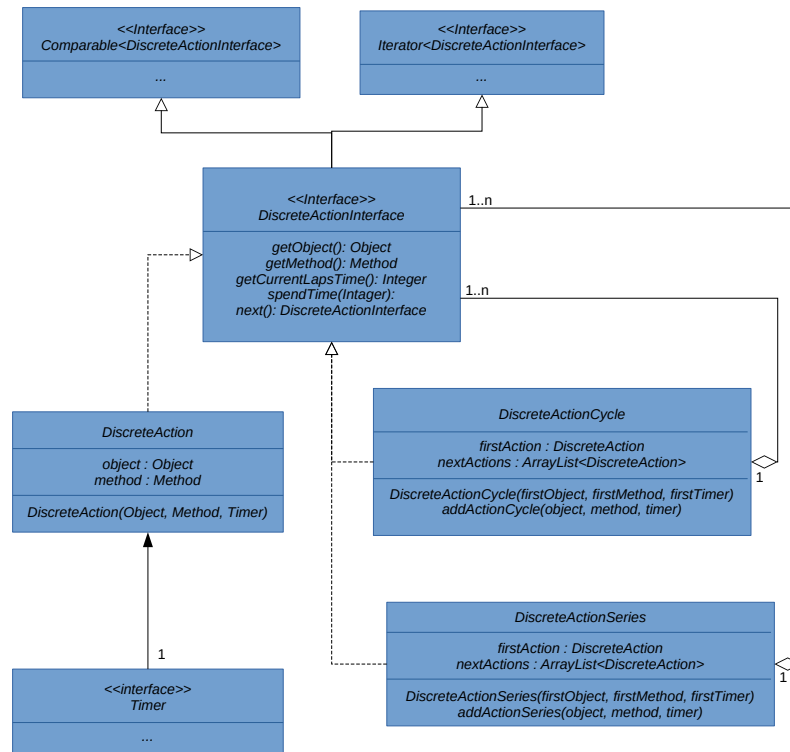 <<Interface>>
Comparable<DiscreteActionInterface>
...
<<Interface>>
Iterator<DiscreteActionInterface>
...
<<Interface>>
DiscreteActionInterface
getObject(): Object
getMethod(): Method
getCurrentLapsTime(): Integer
spendTime(Intager):
next(): DiscreteActionInterface
1..n
1..n
DiscreteAction
object : Object
method : Method
DiscreteAction(Object, Method, Timer)
DiscreteActionCycle
firstAction : DiscreteAction
nextActions : ArrayList<DiscreteAction>
DiscreteActionCycle(firstObject, firstMethod, firstTimer)
addActionCycle(object, method, timer)
1
DiscreteActionSeries
firstAction : DiscreteAction
nextActions : ArrayList<DiscreteAction>
DiscreteActionSeries(firstObject, firstMethod, firstTimer)
addActionSeries(object, method, timer)
1
1
<<interface>>
Timer
...